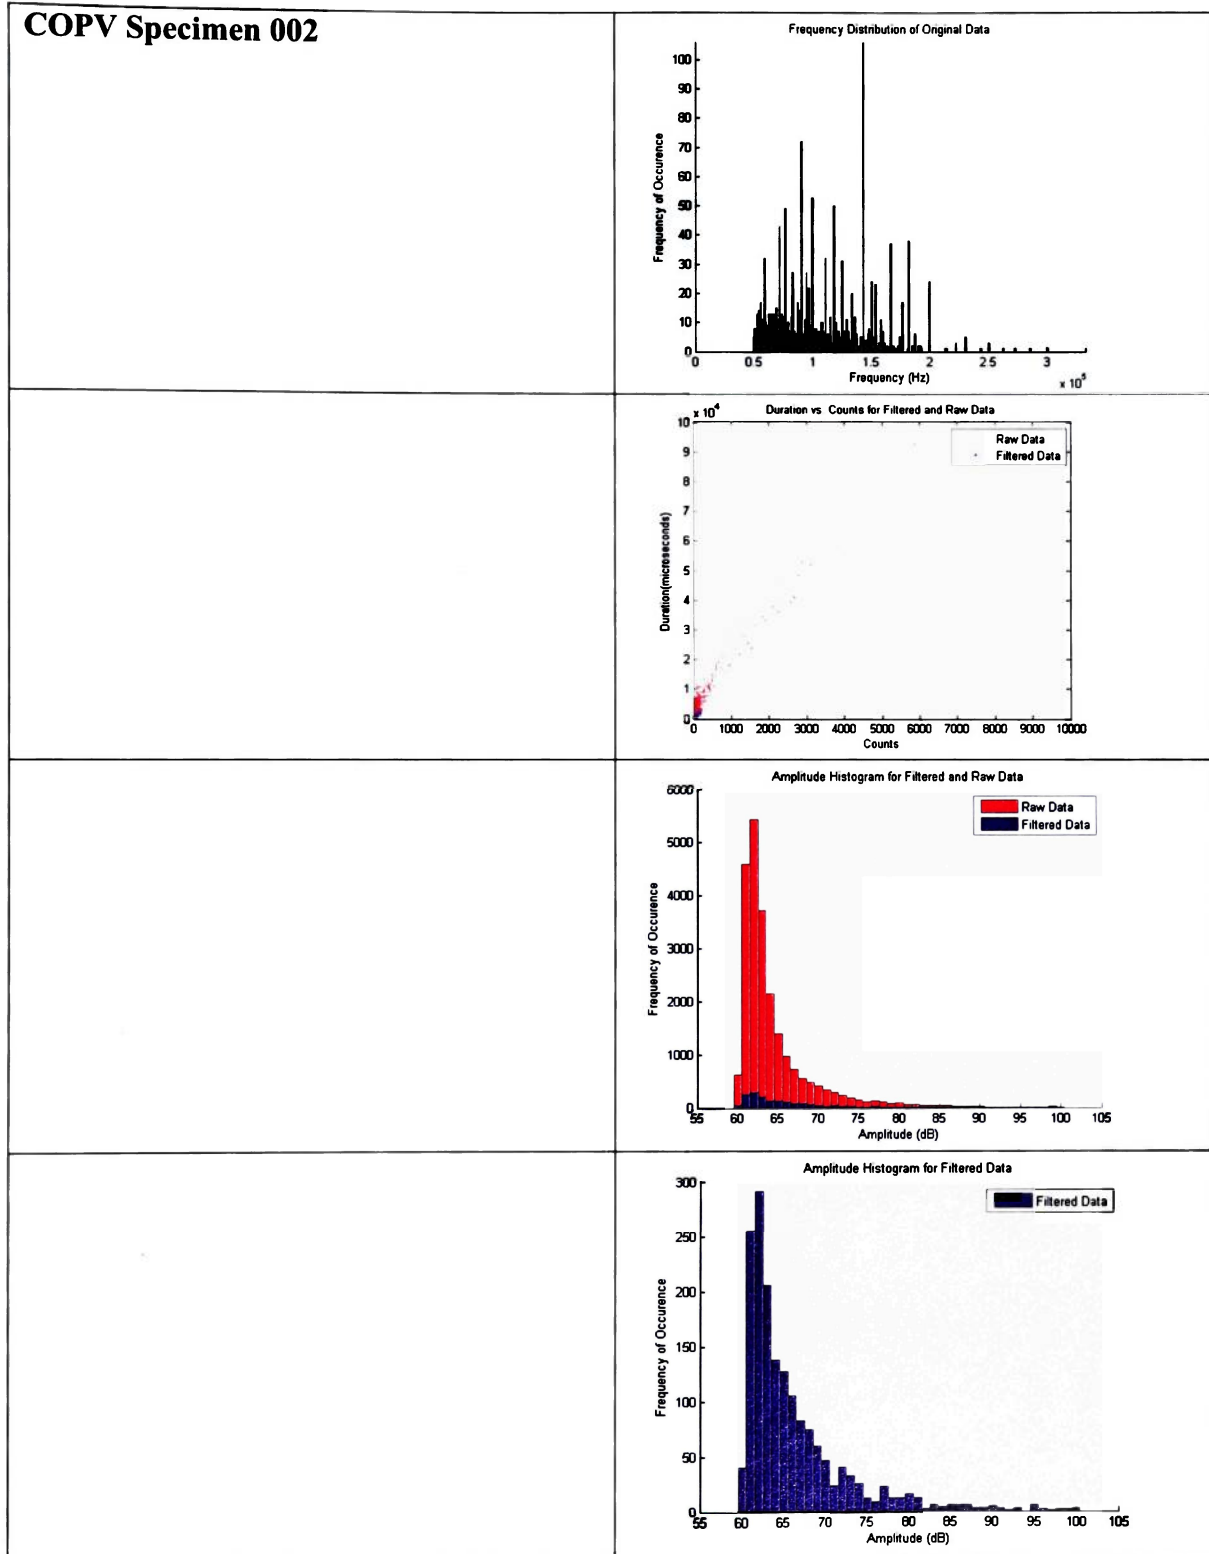 COPV Specimen 002
Frequency Distribution of Original Data
Frequency of Occurence
100
90
80
70
60
50
40
30
20
10
0
0 0.5 1 1.5 2 2.5 3
Frequency (Hz)
x 10^5
Duration vs Counts for Filtered and Raw Data
x 10^4
Raw Data
Filtered Data
Duration(microseconds)
10
9
8
7
6
5
4
3
2
1
0
0 1000 2000 3000 4000 5000 6000 7000 8000 9000 10000
Counts
Amplitude Histogram for Filtered and Raw Data
Raw Data
Filtered Data
Frequency of Occurence
6000
5000
4000
3000
2000
1000
0
55 60 65 70 75 80 85 90 95 100 105
Amplitude (dB)
Amplitude Histogram for Filtered Data
Filtered Data
Frequency of Occurence
300
250
200
150
100
50
0
55 60 65 70 75 80 85 90 95 100 105
Amplitude (dB)